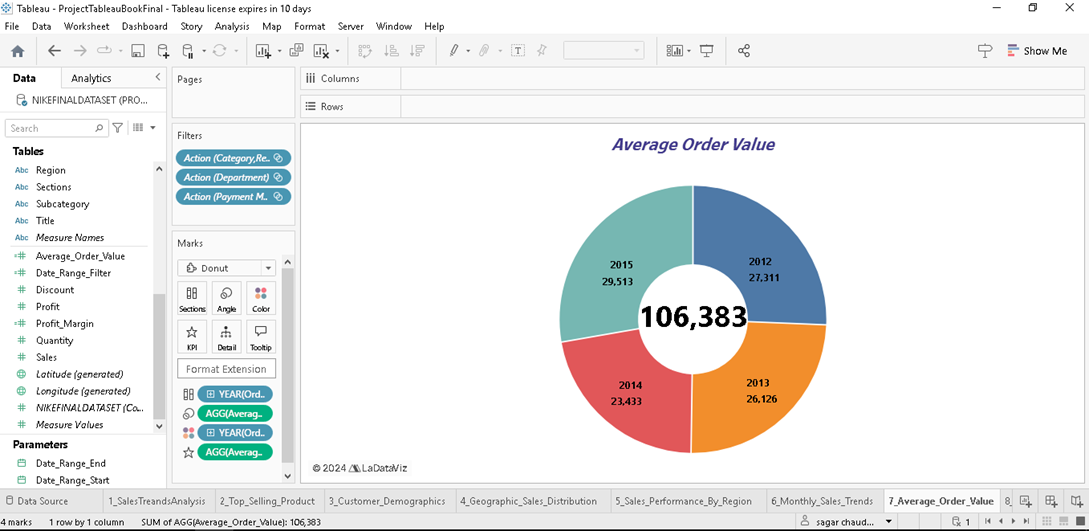 Tableau - ProjectTableauBookFinal - Tableau license expires in 10 days
File Data Worksheet Dashboard Story Analysis Map Format Server Window Help
Show Me
Data Analytics
NIKEFINALDATASET (PRO...
Search
Tables
Abc Region
Abc Sections
Abc Subcategory
Abc Title
Abc Measure Names
Average_Order_Value
Date_Range_Filter
Discount
Profit
Profit_Margin
Quantity
Sales
Latitude (generated)
Longitude (generated)
NIKEFINALDATASET (Co...
Measure Values
Parameters
Date_Range_End
Date_Range_Start
Pages
Filters
Action (Category,Re..
Action (Department)
Action (Payment M..
Marks
Donut
Sections Angle Color
KPI Detail Tooltip
Format Extension
YEAR(Ord..
AGG(Averag..
YEAR(Ord..
AGG(Averag..
Columns
Rows
Average Order Value
2015
29,513
2012
27,311
106,383
2014
23,433
2013
26,126
© 2024 LaDataViz
Data Source 1_SalesTreandsAnalysis 2_Top_Selling_Product 3_Customer_Demographics 4_Geographic_Sales_Distribution 5_Sales_Performance_By_Region 6_Monthly_Sales_Trends 7_Average_Order_Value 8_
4 marks 1 row by 1 column SUM of AGG(Average_Order_Value): 106,383 sagar chaud... 1